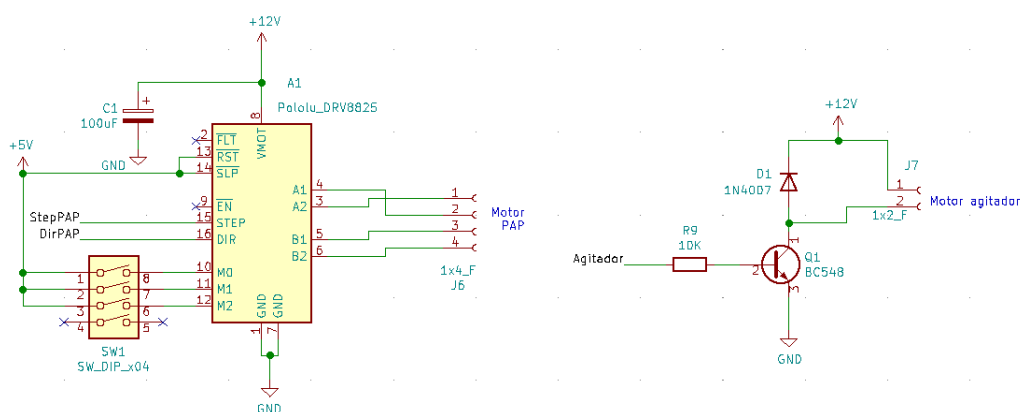 +12V
A1
Pololu_DRV8825
C1
100uF
GND
+5V
8
VMOT
2
FLT
13
RST
14
SLP
9
EN
StepPAP
15
STEP
DirPAP
16
DIR
10
M0
11
M1
12
M2
A1
4
A2
3
B1
5
B2
6
GND
GND
1
7
GND
1
2
3
4
8
7
6
5
SW1
SW_DIP_x04
1
2
3
4
Motor
PAP
1x4_F
J6
+12V
D1
1N4007
J7
1
2
1x2_F
Motor agitador
Agitador
R9
10K
1
2
3
Q1
BC548
GND